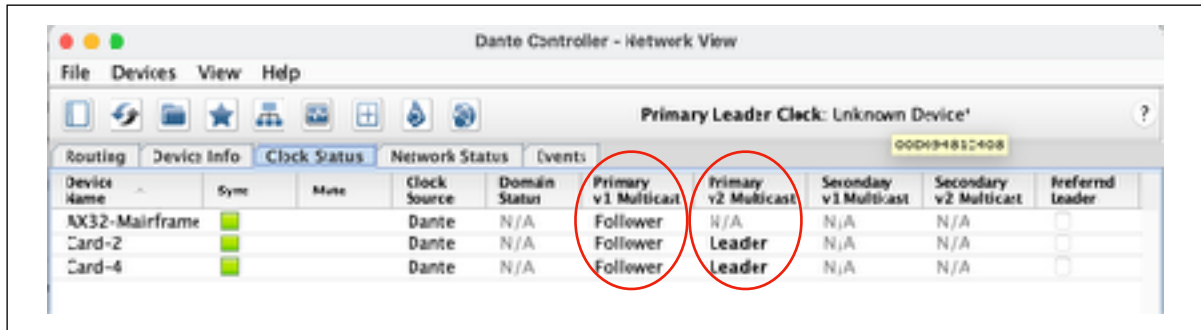 Dante Controller - Network View
File Devices View Help
Primary Leader Clock: Unknown Device* ?
Routing Device Info Clock Status Network Status Events
Device Name Sync Mute Clock Source Domain Status Primary v1 Multicast Primary v2 Multicast Secondary v1 Multicast Secondary v2 Multicast Preferred Leader
AX32-Mainframe Dante N/A Follower N/A N/A N/A
Card-2 Dante N/A Follower Leader N/A N/A
Card-4 Dante N/A Follower Leader N/A N/A